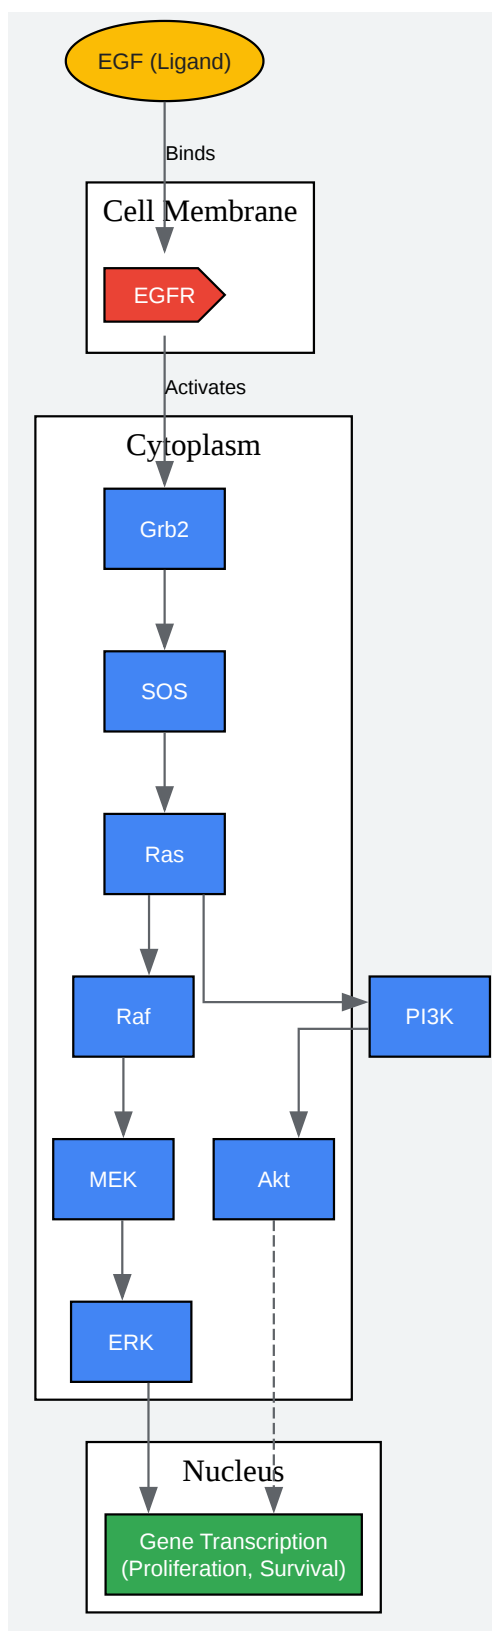 EGF (Ligand)
Binds
Cell Membrane
EGFR
Activates
Cytoplasm
Grb2
SOS
Ras
Raf
PI3K
MEK
Akt
ERK
Nucleus
Gene Transcription
(Proliferation, Survival)